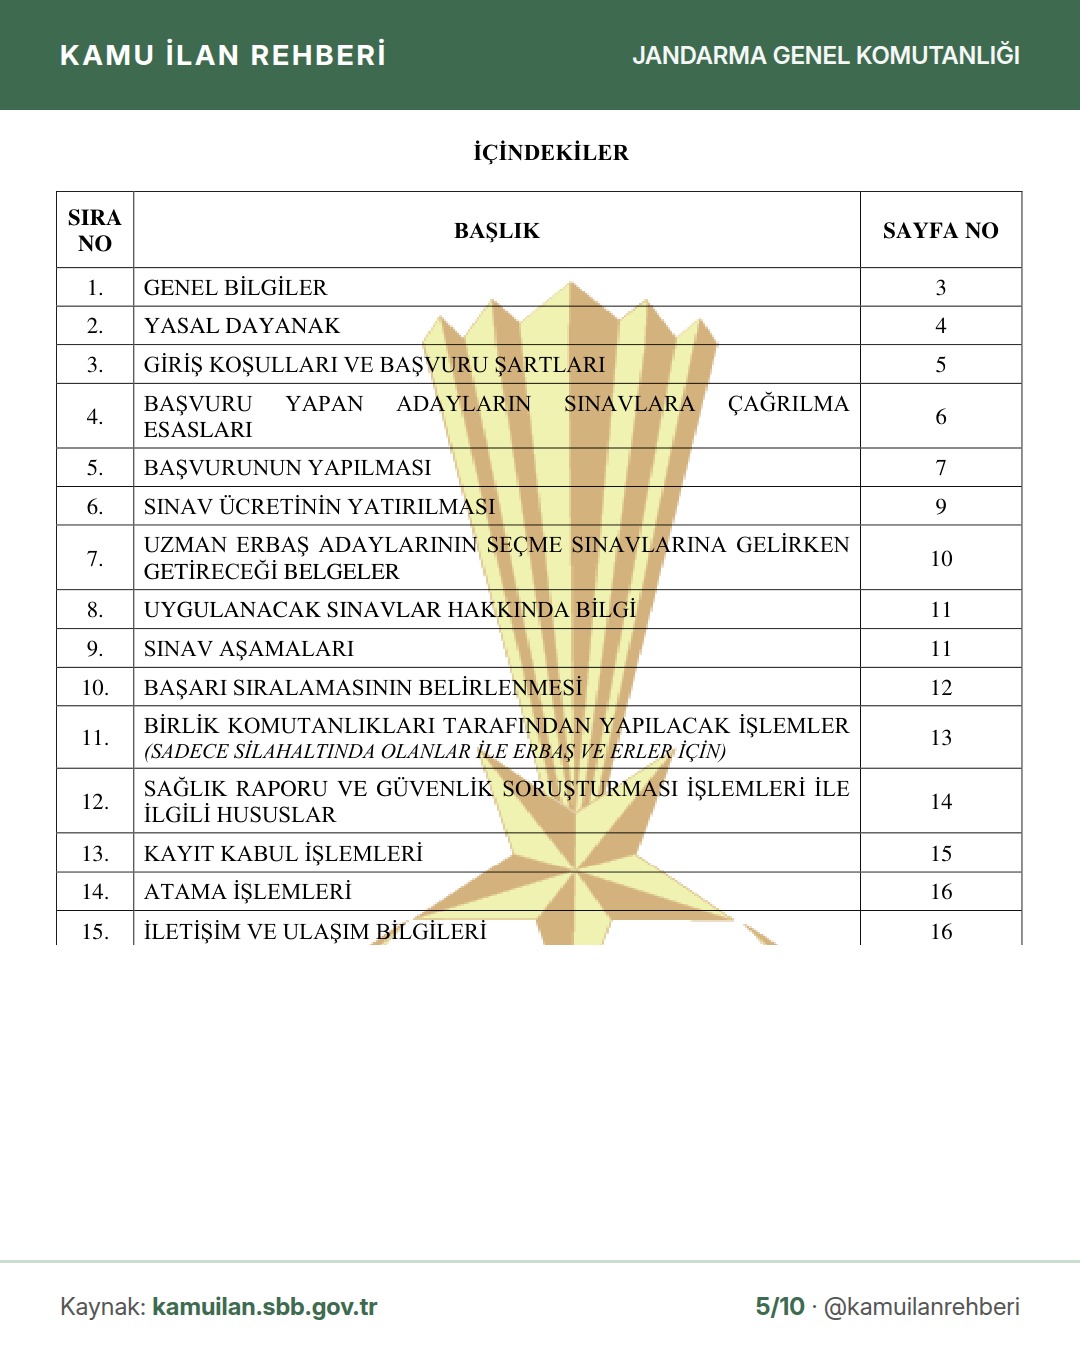 KAMU İLAN REHBERİ
JANDARMA GENEL KOMUTANLIĞI
İÇİNDEKİLER
SIRA NO BAŞLIK SAYFA NO
1. GENEL BİLGİLER 3
2. YASAL DAYANAK 4
3. GİRİŞ KOŞULLARI VE BAŞVURU ŞARTLARI 5
4. BAŞVURU YAPAN ADAYLARIN SINAVLARA ÇAĞRILMA
ESASLARI 6
5. BAŞVURUNUN YAPILMASI 7
6. SINAV ÜCRETİNİN YATIRILMASI 9
7. UZMAN ERBAŞ ADAYLARININ SEÇME SINAVLARINA GELİRKEN
GETİRECEĞİ BELGELER 10
8. UYGULANACAK SINAVLAR HAKKINDA BİLGİ 11
9. SINAV AŞAMALARI 11
10. BAŞARI SIRALAMASININ BELİRLENMESİ 12
11. BİRLİK KOMUTANLIKLARI TARAFINDAN YAPILACAK İŞLEMLER
(SADECE SİLAHALTINDA OLANLAR İLE ERBAŞ VE ERLER İÇİN) 13
12. SAĞLIK RAPORU VE GÜVENLİK SORUŞTURMASI İŞLEMLERİ İLE
İLGİLİ HUSUSLAR 14
13. KAYIT KABUL İŞLEMLERİ 15
14. ATAMA İŞLEMLERİ 16
15. İLETİŞİM VE ULAŞIM BİLGİLERİ 16
Kaynak: kamuilan.sbb.gov.tr
5/10 · @kamuilanrehberi